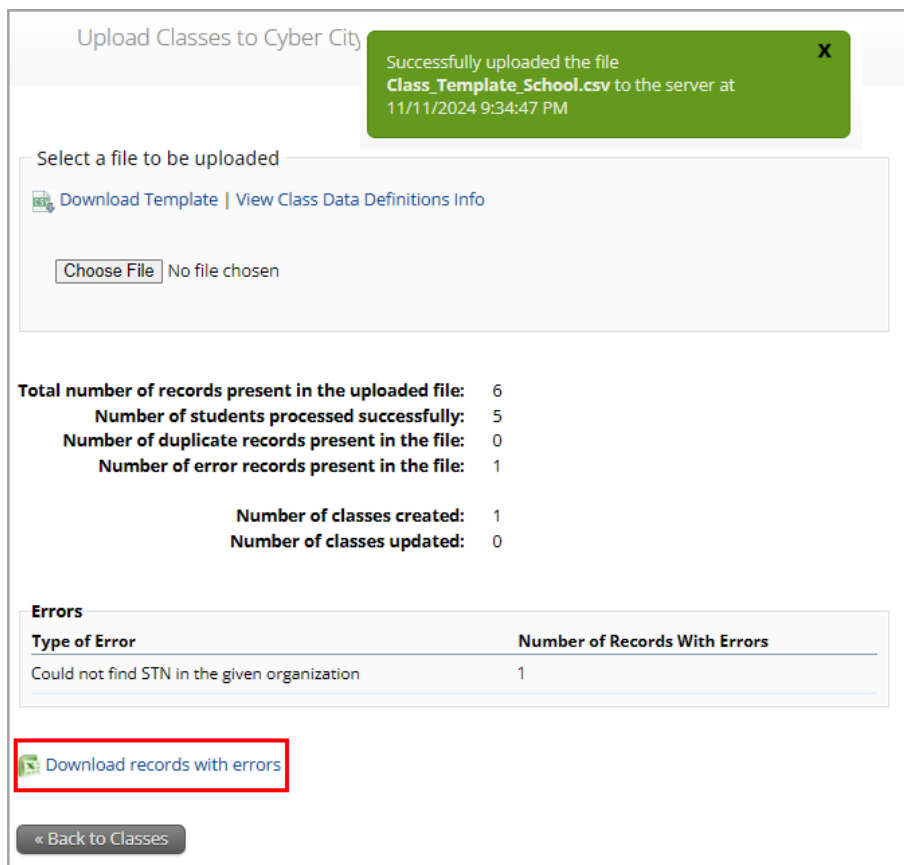 Upload Classes to Cyber City
X
Successfully uploaded the file
Class_Template_School.csv to the server at
11/11/2024 9:34:47 PM
Select a file to be uploaded
Download Template | View Class Data Definitions Info
Choose File No file chosen
Total number of records present in the uploaded file: 6
Number of students processed successfully: 5
Number of duplicate records present in the file: 0
Number of error records present in the file: 1
Number of classes created: 1
Number of classes updated: 0
Errors
Type of Error Number of Records With Errors
Could not find STN in the given organization 1
Download records with errors
« Back to Classes